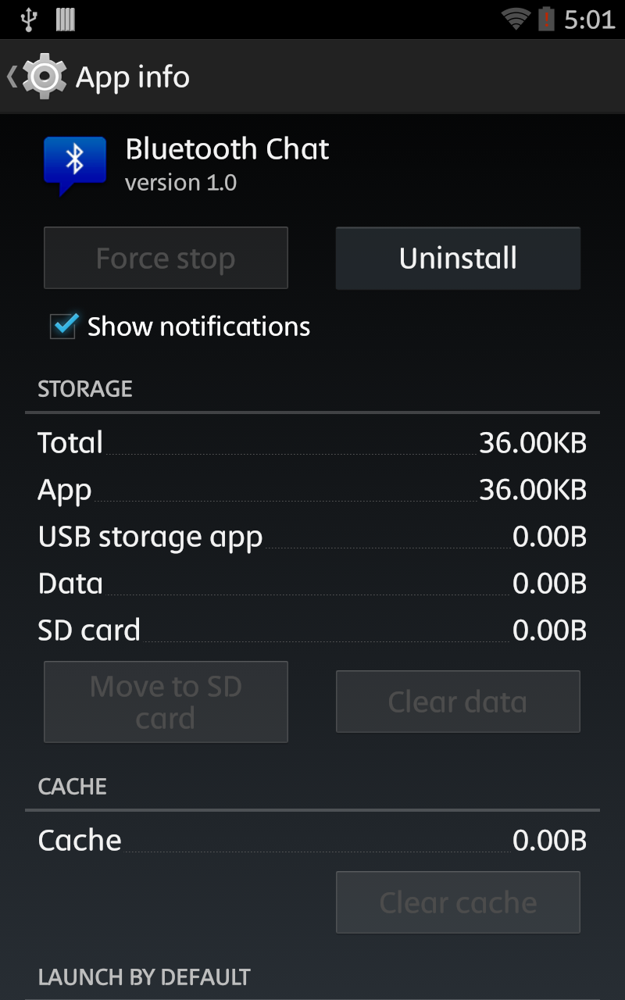 5:01
App info
Bluetooth Chat
version 1.0
Force stop
Uninstall
Show notifications
STORAGE
Total 36.00KB
App 36.00KB
USB storage app 0.00B
Data 0.00B
SD card 0.00B
Move to SD
card
Clear data
CACHE
Cache 0.00B
Clear cache
LAUNCH BY DEFAULT